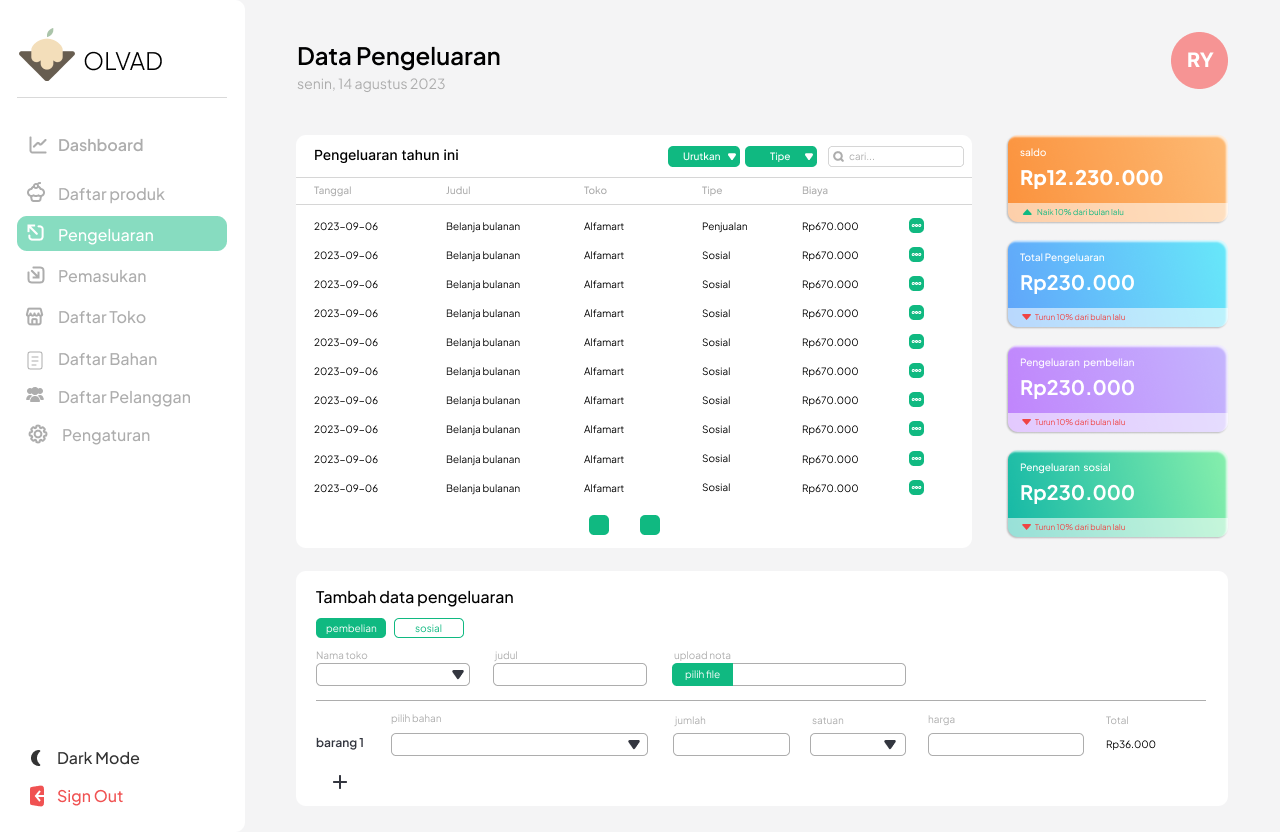 OLVAD
Dashboard
Daftar produk
Pengeluaran
Pemasukan
Daftar Toko
Daftar Bahan
Daftar Pelanggan
Pengaturan
Dark Mode
Sign Out
Data Pengeluaran
senin, 14 agustus 2023
RY
Pengeluaran tahun ini
Urutkan Tipe cari...
Tanggal Judul Toko Tipe Biaya
2023-09-06 Belanja bulanan Alfamart Penjualan Rp670.000
2023-09-06 Belanja bulanan Alfamart Sosial Rp670.000
2023-09-06 Belanja bulanan Alfamart Sosial Rp670.000
2023-09-06 Belanja bulanan Alfamart Sosial Rp670.000
2023-09-06 Belanja bulanan Alfamart Sosial Rp670.000
2023-09-06 Belanja bulanan Alfamart Sosial Rp670.000
2023-09-06 Belanja bulanan Alfamart Sosial Rp670.000
2023-09-06 Belanja bulanan Alfamart Sosial Rp670.000
2023-09-06 Belanja bulanan Alfamart Sosial Rp670.000
2023-09-06 Belanja bulanan Alfamart Sosial Rp670.000
saldo
Rp12.230.000
Naik 10% dari bulan lalu
Total Pengeluaran
Rp230.000
Turun 10% dari bulan lalu
Pengeluaran pembelian
Rp230.000
Turun 10% dari bulan lalu
Pengeluaran sosial
Rp230.000
Turun 10% dari bulan lalu
Tambah data pengeluaran
pembelian sosial
Nama toko judul upload nota
pilih file
pilih bahan jumlah satuan harga Total
barang 1 Rp36.000